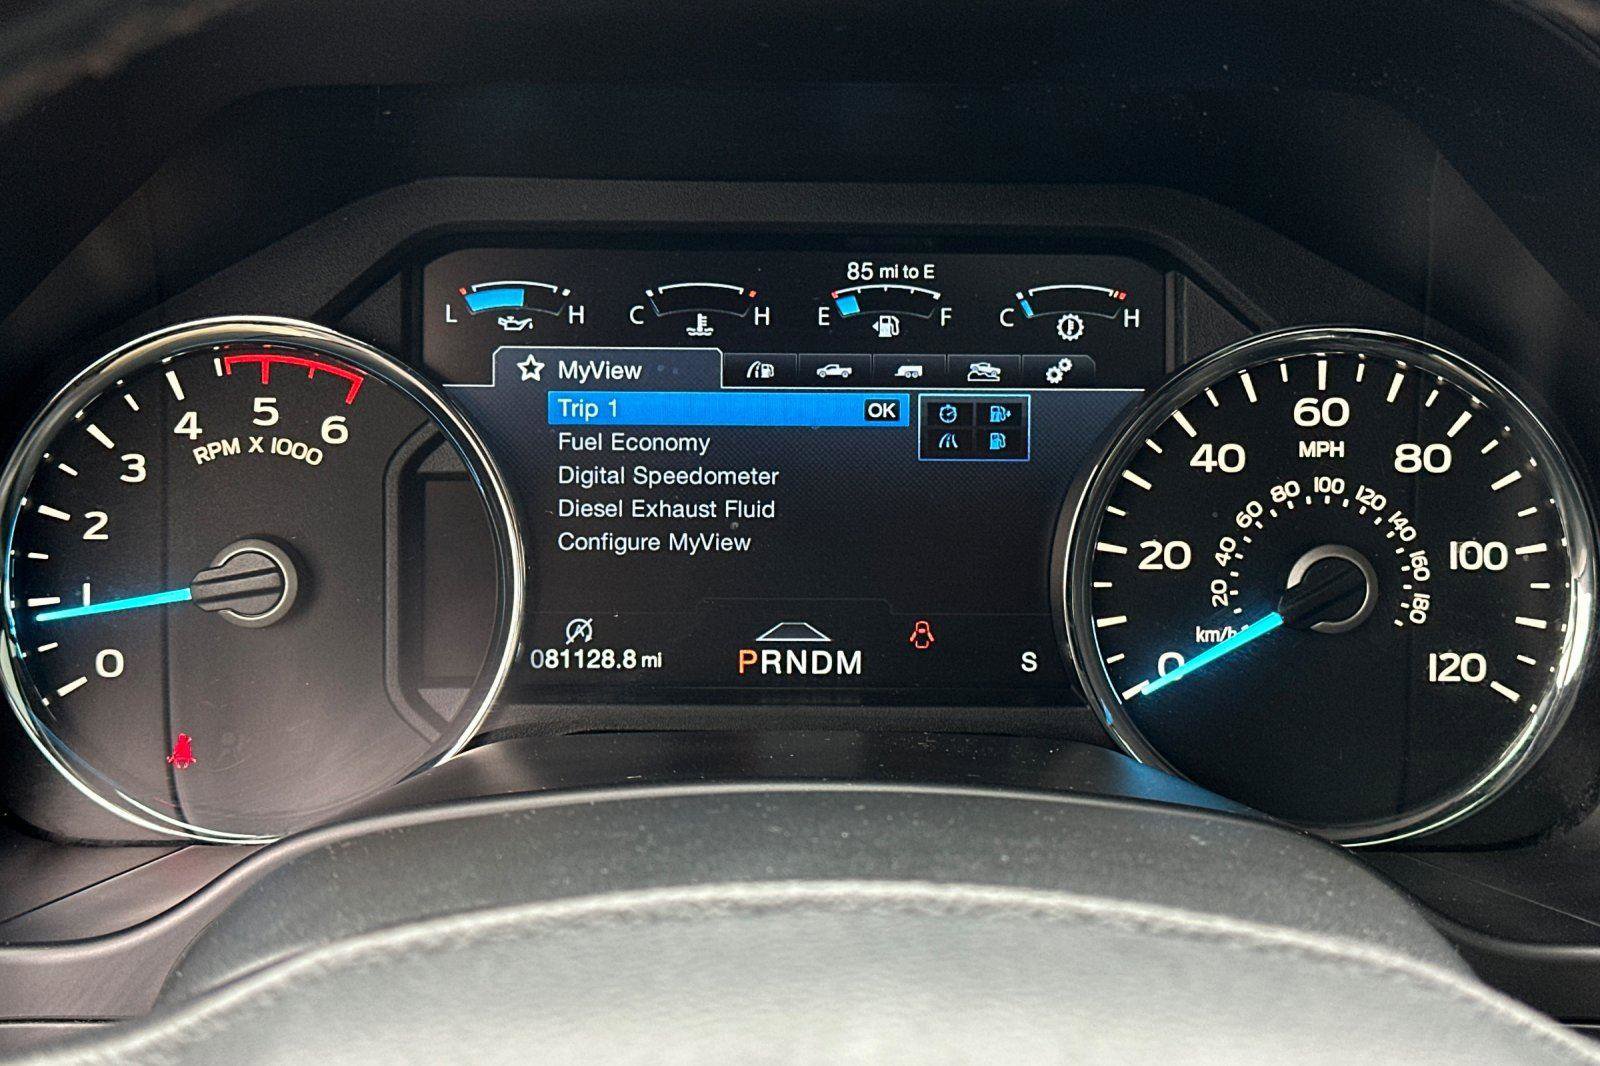 85 mi to E
L H C H E F C H
MyView
Trip 1 OK
Fuel Economy
Digital Speedometer
Diesel Exhaust Fluid
Configure MyView
081128.8 mi
PRNDM
S
0 1 2 3 4 5 6
RPM X 1000
0 20 40 60 80 100 120
MPH
20 40 60 80 100 120 140 160 180
km/h